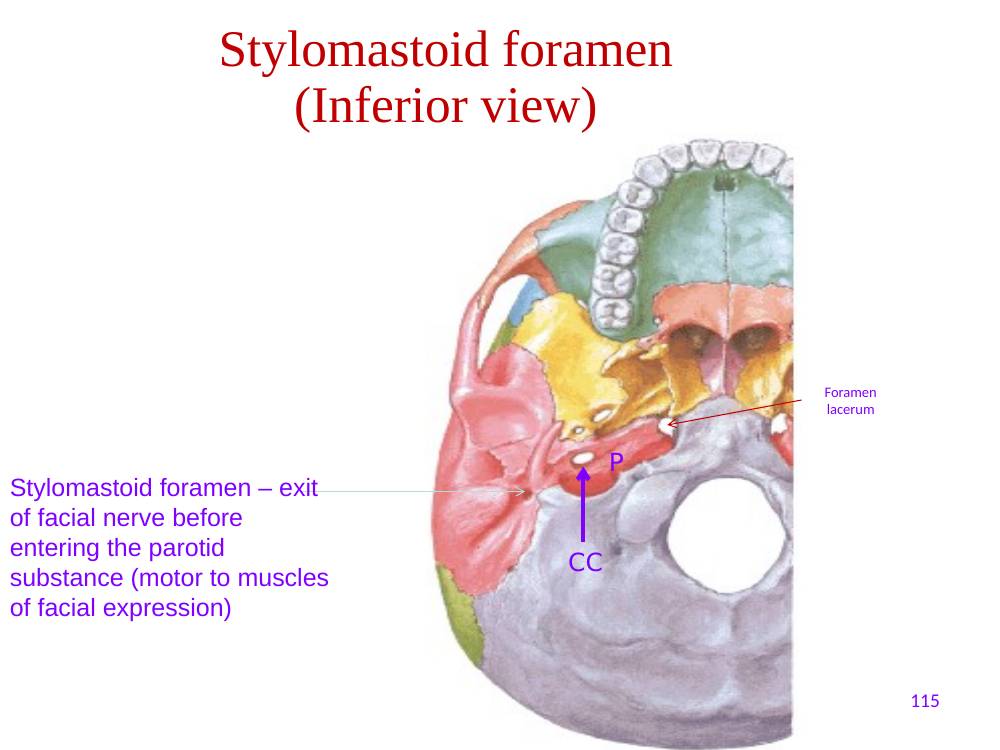 Stylomastoid foramen
(Inferior view)
Foramen
lacerum
P
Stylomastoid foramen – exit
of facial nerve before
entering the parotid
substance (motor to muscles
of facial expression)
CC
115